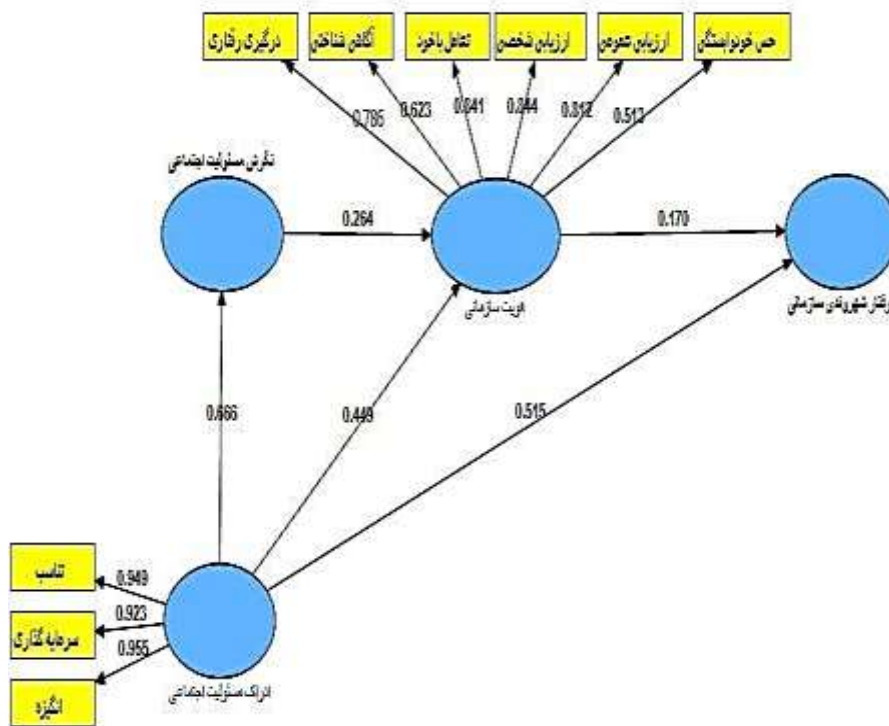 حس خودوابستگی
ارزیابی عمومی
ارزیابی شخصی
تعامل باخود
آگاهی شناختی
درگیری رفتاری
0.513
0.812
0.844
0.841
0.623
0.785
نگرش مسئولیت اجتماعی
0.264
0.170
هویت سازمانی
رفتار شهروندی سازمانی
0.666
0.449
0.515
تناسب
0.949
سرمایه گذاری
0.923
انگیزه
0.955
ادراک مسئولیت اجتماعی